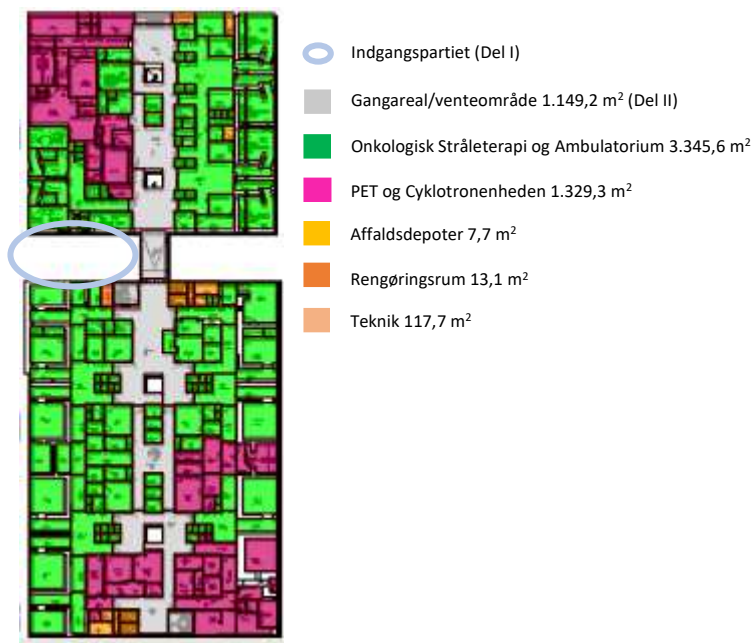 Indgangspartiet (Del I)
Gangareal/venteområde 1.149,2 m² (Del II)
Onkologisk Stråleterapi og Ambulatorium 3.345,6 m²
PET og Cyklotronenheden 1.329,3 m²
Affaldsdepoter 7,7 m²
Rengøringsrum 13,1 m²
Teknik 117,7 m²